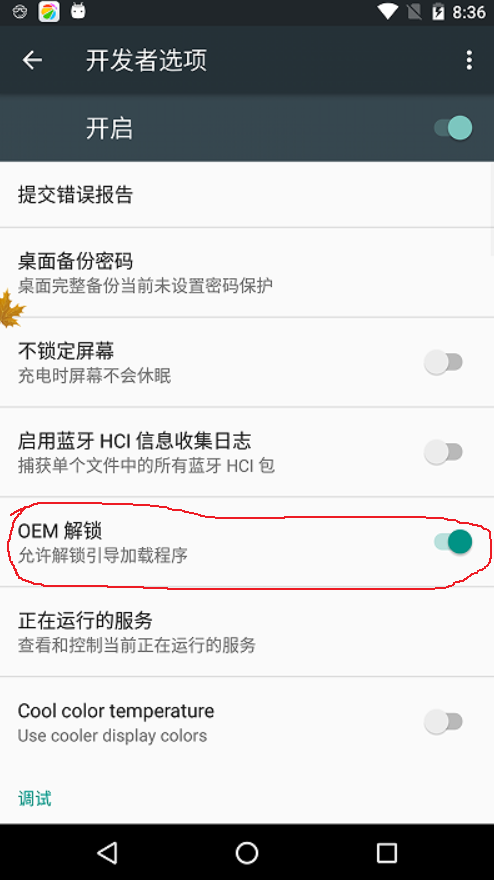 8:36
开发者选项
开启
提交错误报告
桌面备份密码
桌面完整备份当前未设置密码保护
不锁定屏幕
充电时屏幕不会休眠
启用蓝牙 HCI 信息收集日志
捕获单个文件中的所有蓝牙 HCI 包
OEM 解锁
允许解锁引导加载程序
正在运行的服务
查看和控制当前正在运行的服务
Cool color temperature
Use cooler display colors
调试